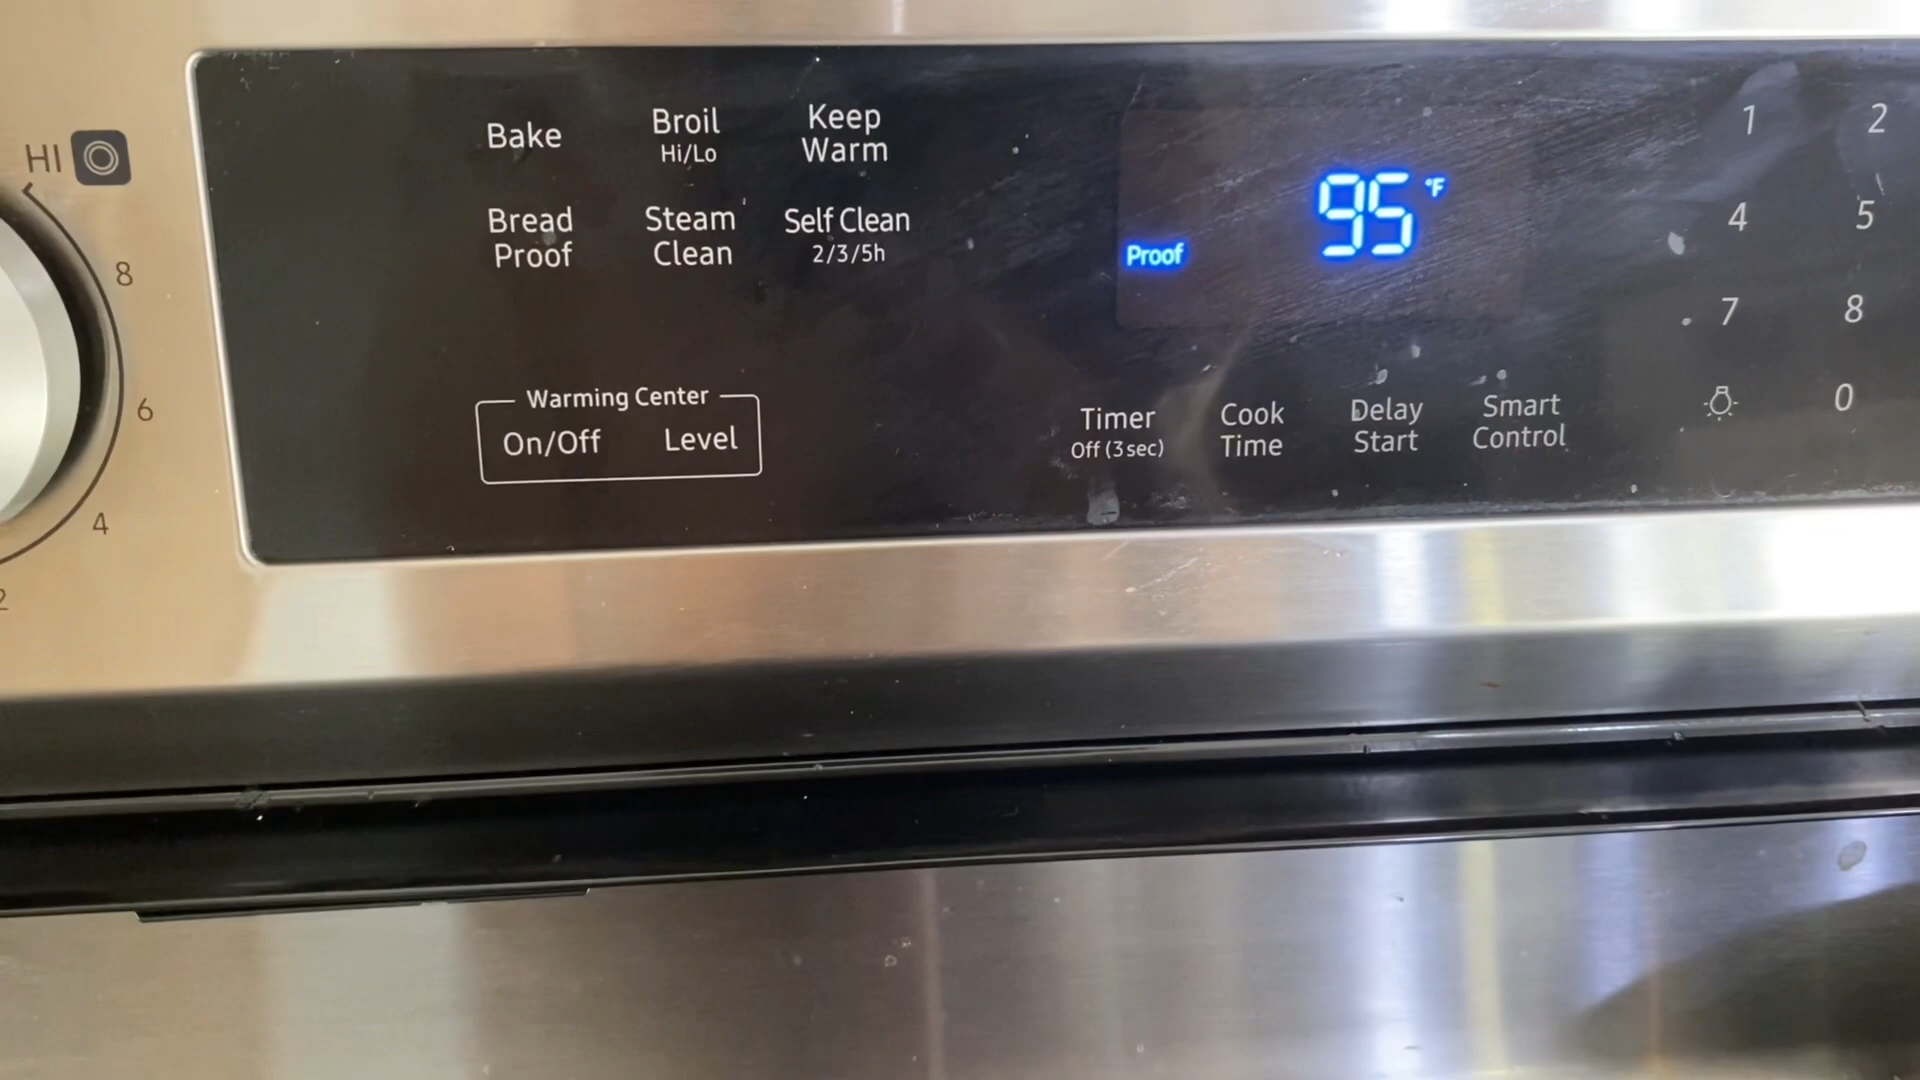 HI
8
6
4
2
Bake
Broil
Hi/Lo
Keep
Warm
Bread
Proof
Steam
Clean
Self Clean
2/3/5h
Warming Center
On/Off Level
95 °F
Proof
Timer
Off (3 sec)
Cook
Time
Delay
Start
Smart
Control
1 2
4 5
7 8
0